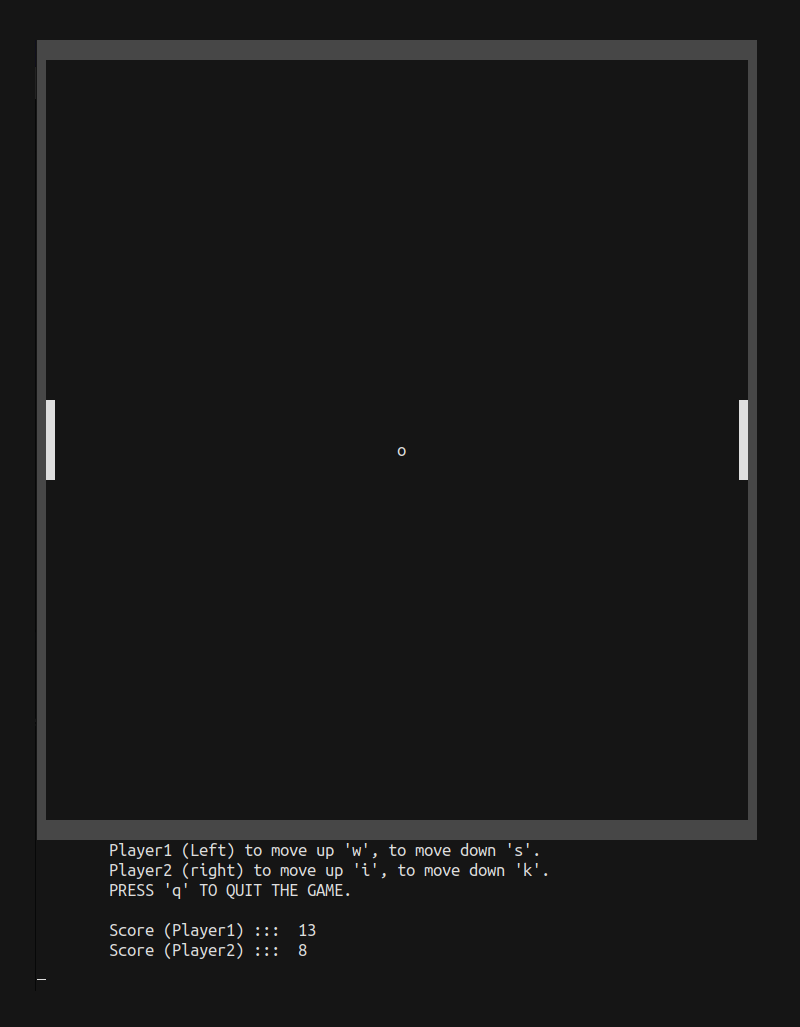 o
Player1 (Left) to move up 'w', to move down 's'.
Player2 (right) to move up 'i', to move down 'k'.
PRESS 'q' TO QUIT THE GAME.
Score (Player1) :::  13
Score (Player2) :::  8